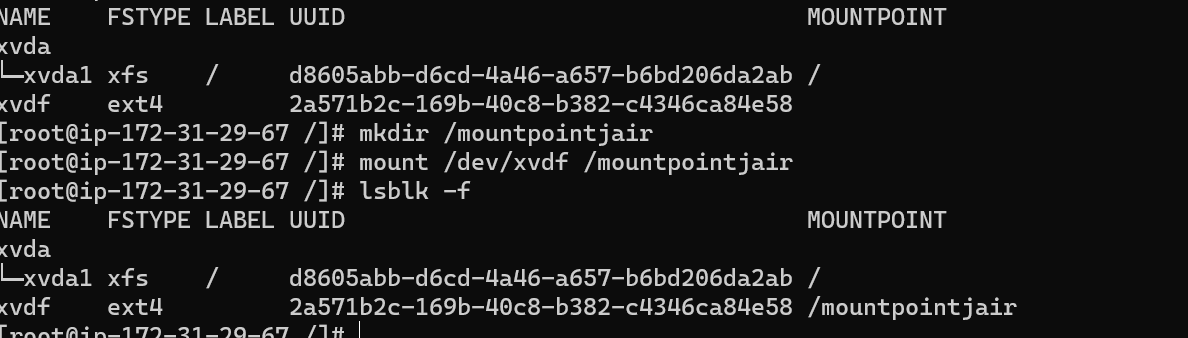 NAME    FSTYPE LABEL UUID                                 MOUNTPOINT
xvda
└─xvda1 xfs    /     d8605abb-d6cd-4a46-a657-b6bd206da2ab /
xvdf    ext4         2a571b2c-169b-40c8-b382-c4346ca84e58
[root@ip-172-31-29-67 /]# mkdir /mountpointjair
[root@ip-172-31-29-67 /]# mount /dev/xvdf /mountpointjair
[root@ip-172-31-29-67 /]# lsblk -f
NAME    FSTYPE LABEL UUID                                 MOUNTPOINT
xvda
└─xvda1 xfs    /     d8605abb-d6cd-4a46-a657-b6bd206da2ab /
xvdf    ext4         2a571b2c-169b-40c8-b382-c4346ca84e58 /mountpointjair
[root@ip-172-31-29-67 /]#